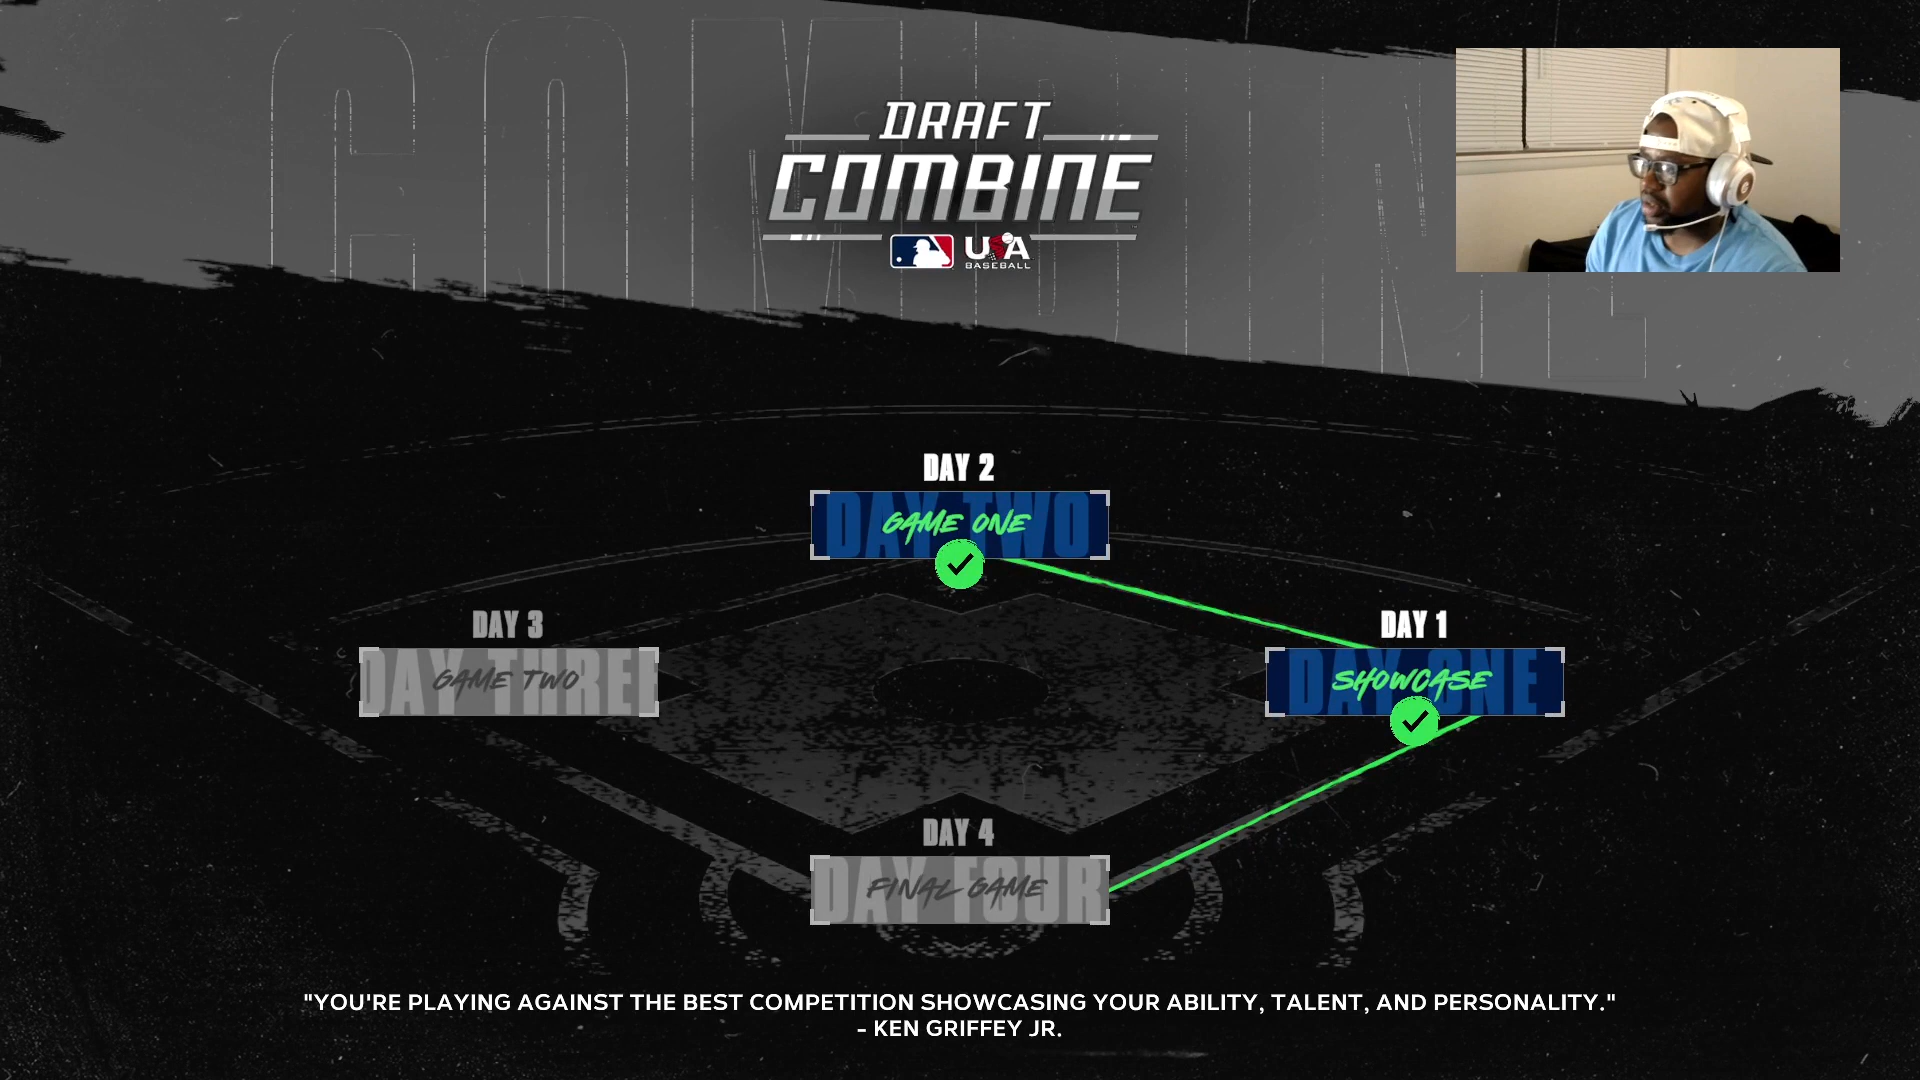 COMBINE
DRAFT
COMBINE
USA
BASEBALL
DAY 2
DAY TWO
GAME ONE
DAY 3
DAY THREE
GAME TWO
DAY 1
DAY ONE
SHOWCASE
DAY 4
DAY FOUR
FINAL GAME
"YOU'RE PLAYING AGAINST THE BEST COMPETITION SHOWCASING YOUR ABILITY, TALENT, AND PERSONALITY."
- KEN GRIFFEY JR.